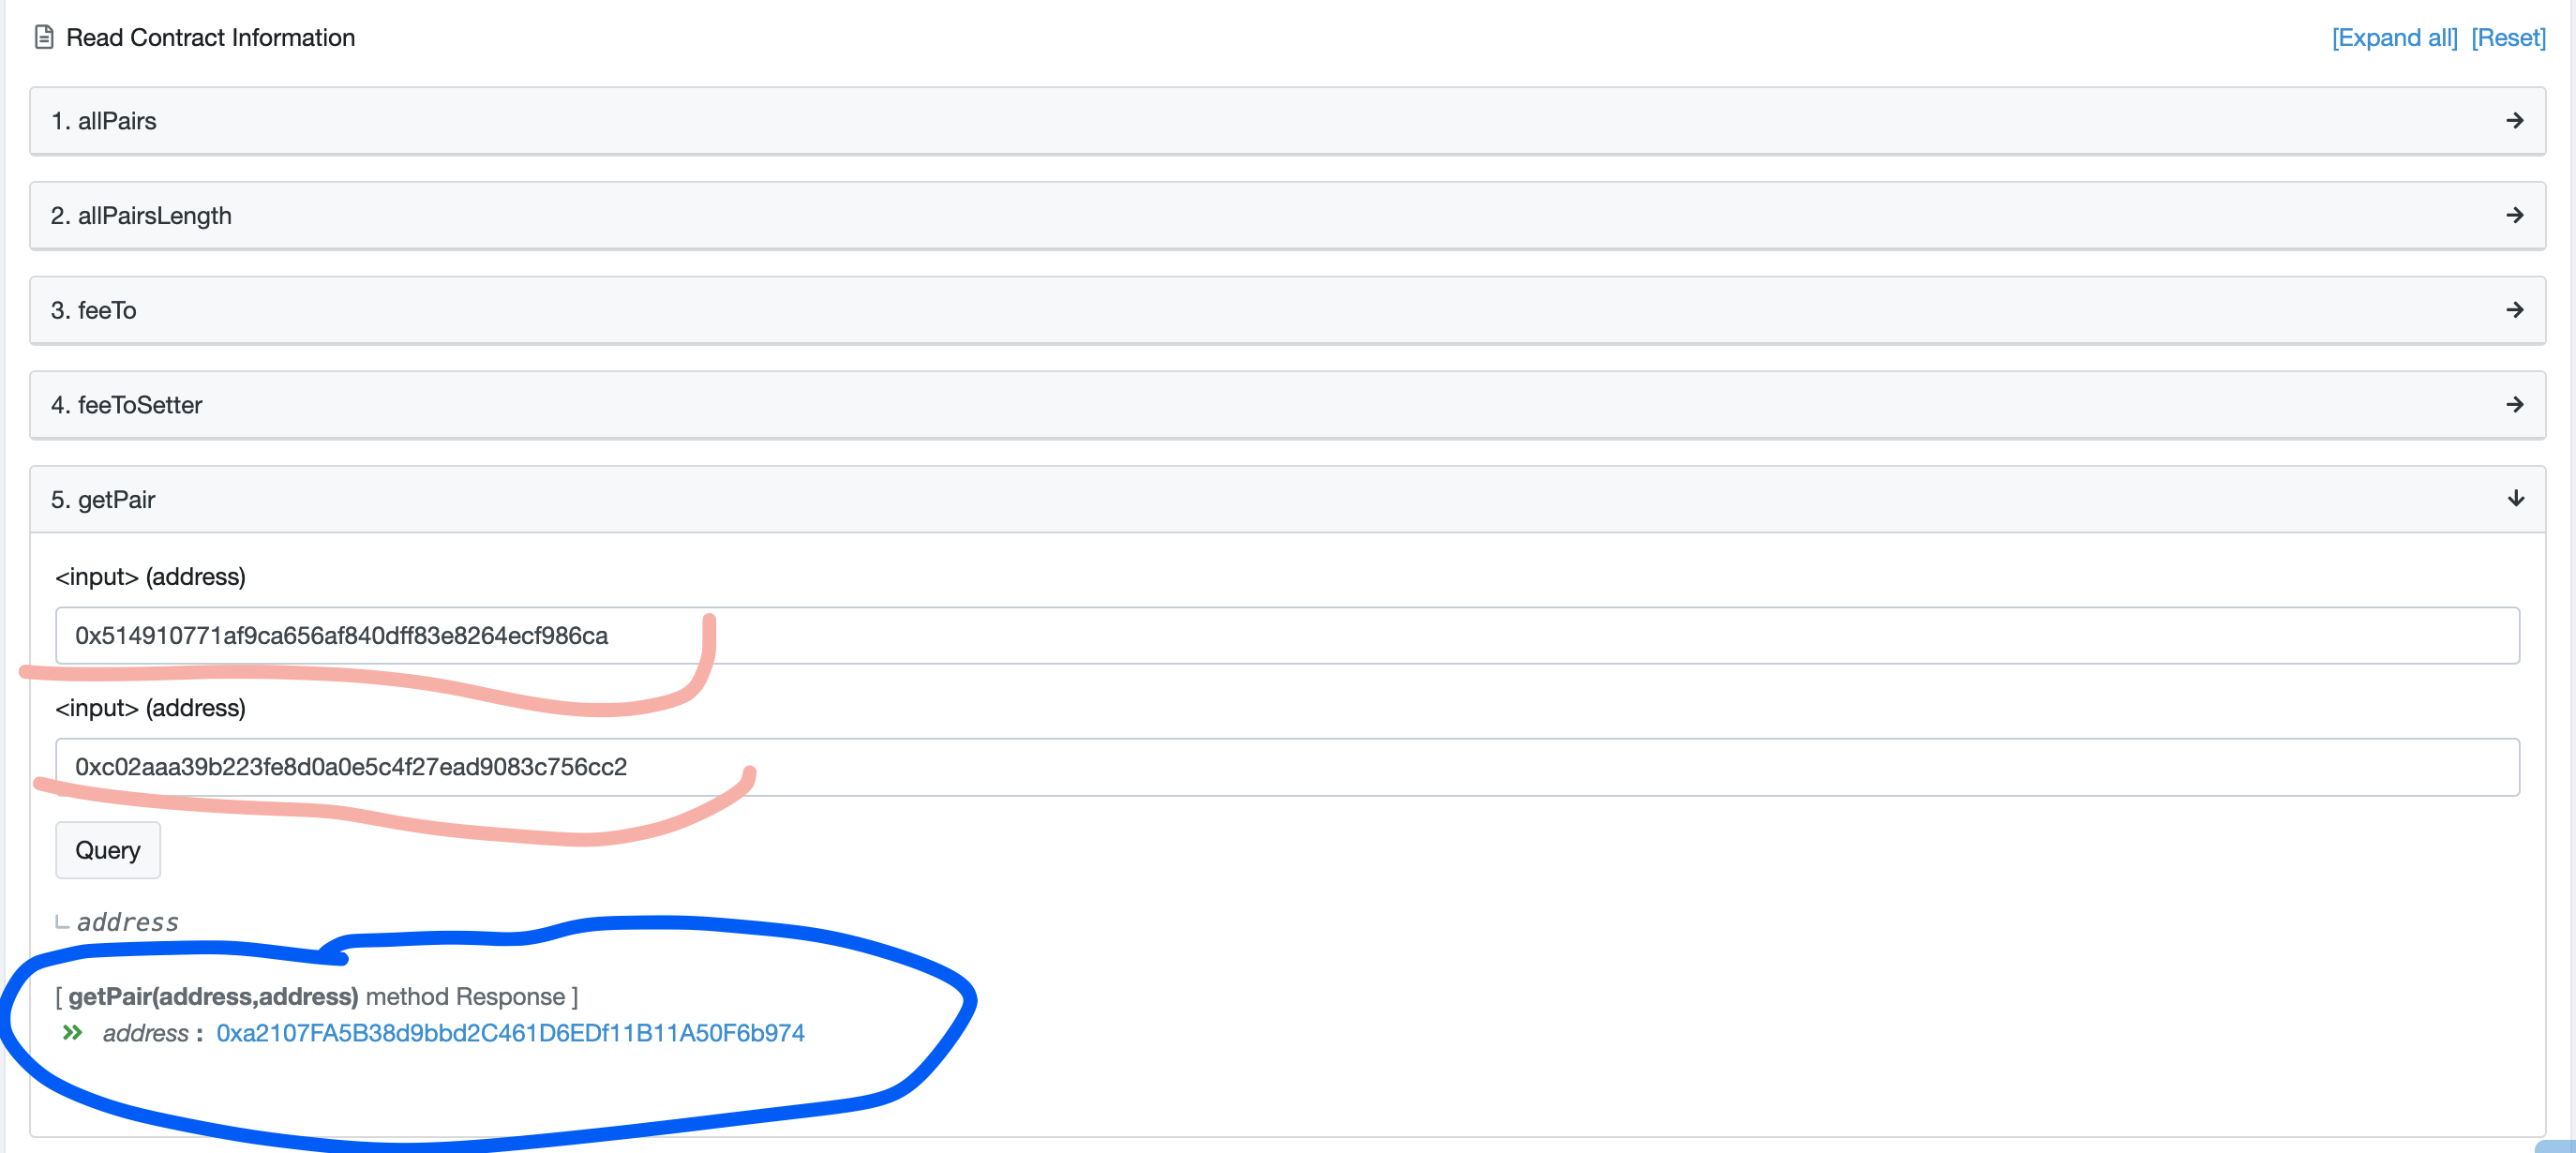 Read Contract Information
[Expand all] [Reset]
1. allPairs
2. allPairsLength
3. feeTo
4. feeToSetter
5. getPair
<input> (address)
0x514910771af9ca656af840dff83e8264ecf986ca
<input> (address)
0xc02aaa39b223fe8d0a0e5c4f27ead9083c756cc2
Query
address
[ getPair(address,address) method Response ]
address : 0xa2107FA5B38d9bbd2C461D6EDf11B11A50F6b974